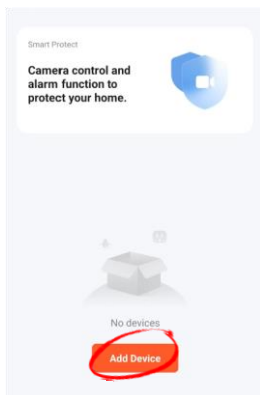 Smart Protect
Camera control and
alarm function to
protect your home.
No devices
Add Device